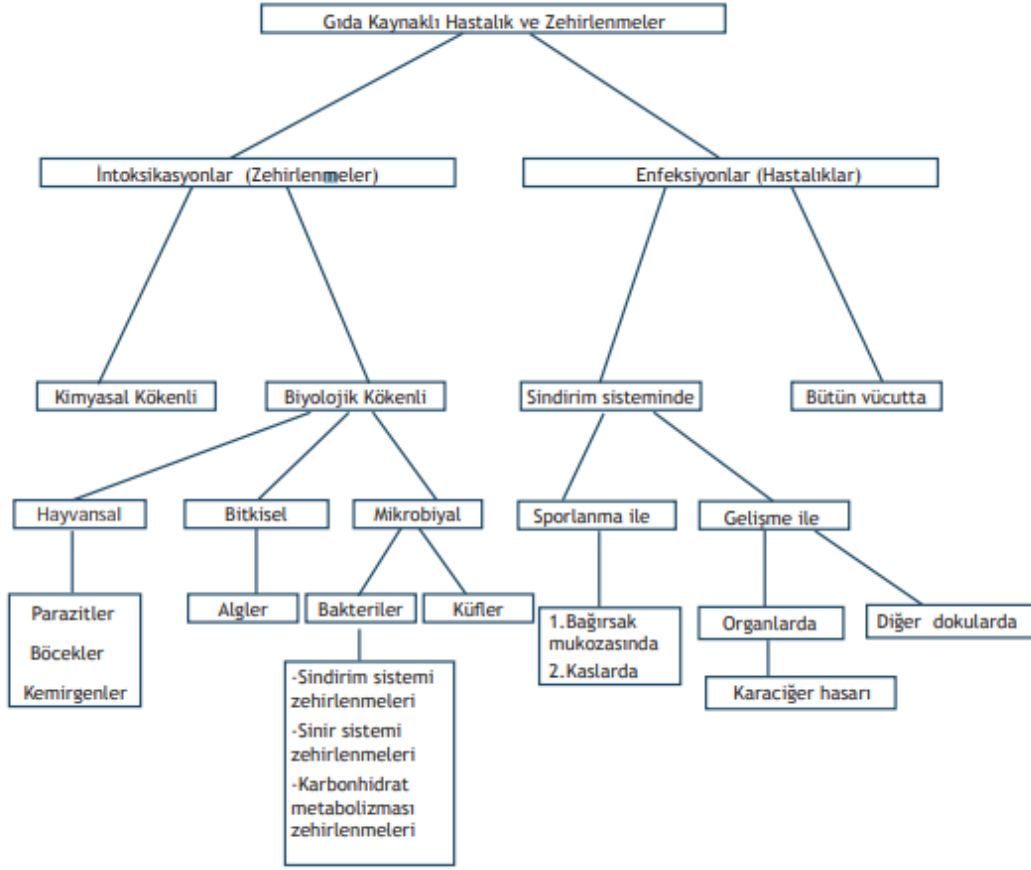 Gıda Kaynaklı Hastalık ve Zehirlenmeler
İntoksikasyonlar (Zehirlenmeler)
Enfeksiyonlar (Hastalıklar)
Kimyasal Kökenli
Biyolojik Kökenli
Sindirim sisteminde
Bütün vücutta
Hayvansal
Bitkisel
Mikrobiyal
Sporlanma ile
Gelişme ile
Parazitler
Böcekler
Kemirgenler
Algler
Bakteriler
Küfler
1.Bağırsak
mukozasında
2.Kaslarda
Organlarda
Diğer dokularda
Karaciğer hasarı
-Sindirim sistemi
zehirlenmeleri
-Sinir sistemi
zehirlenmeleri
-Karbonhidrat
metabolizması
zehirlenmeleri